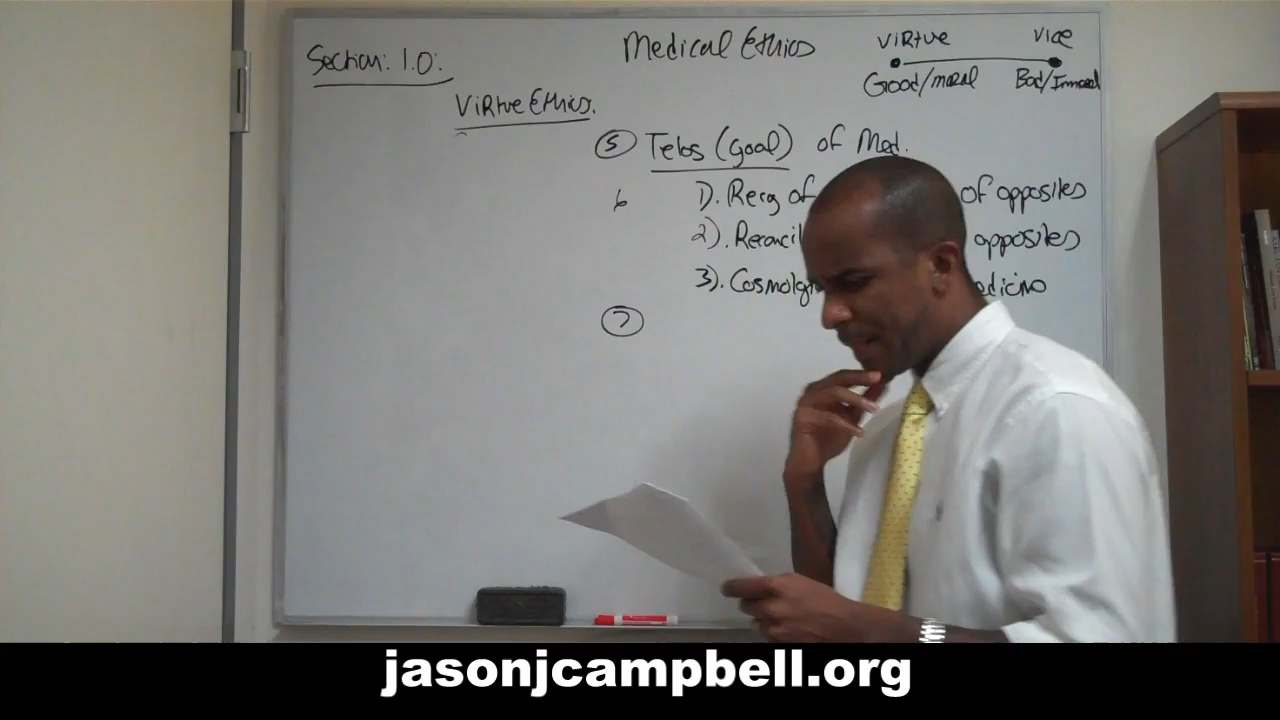 Section: 1.0:
Medical Ethics
ViRtue Vice
Good/moral Bad/Immoral
ViRtue Ethics.
5 Telos (goal) of Med.
6 1). Recg of of opposites
2). Reconcil opposites
3). Cosmolg edicine
7
jasonjcampbell.org